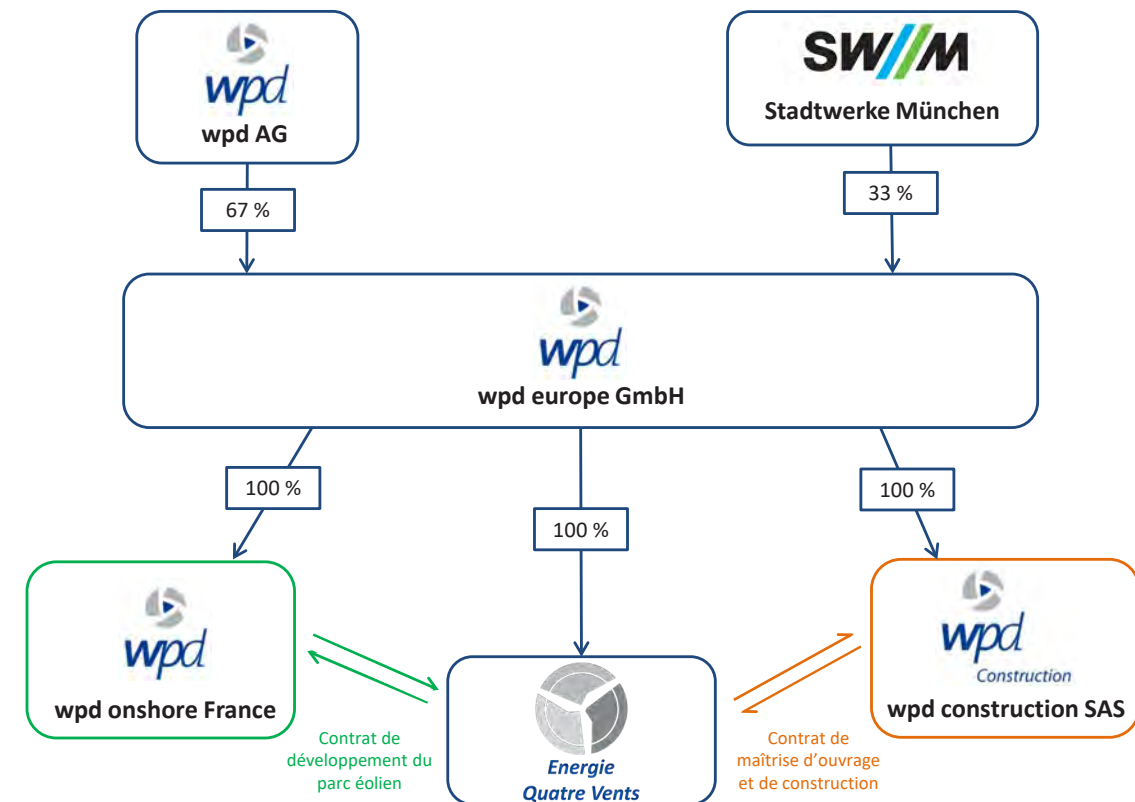 wpd
wpd AG
SW//M
Stadtwerke München
67 %
33 %
wpd
wpd europe GmbH
100 %
100 %
100 %
wpd
wpd onshore France
wpd
Construction
wpd construction SAS
Contrat de
développement du
parc éolien
Energie
Quatre Vents
Contrat de
maîtrise d’ouvrage
et de construction